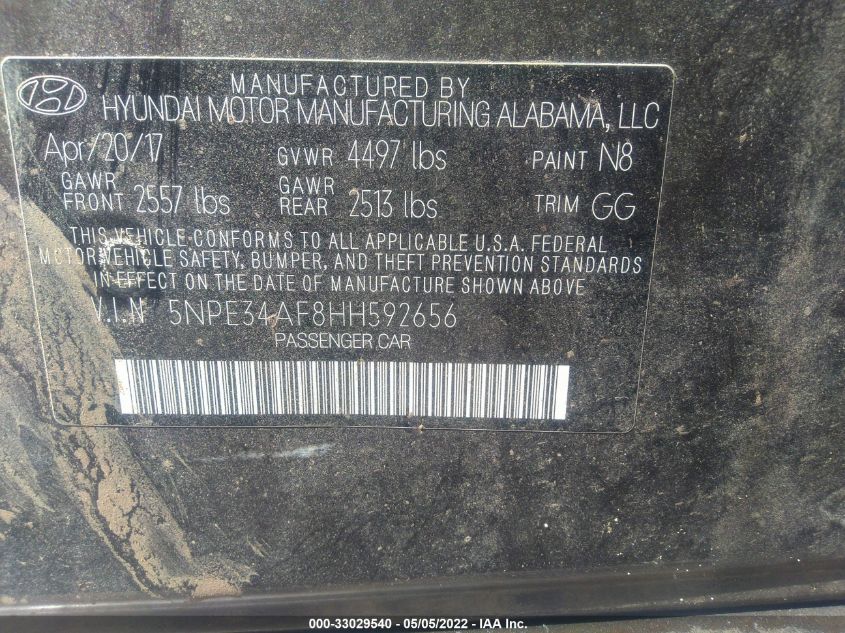 MANUFACTURED BY
HYUNDAI MOTOR MANUFACTURING ALABAMA, LLC
Apr/20/17 GVWR 4497 lbs PAINT N8
GAWR FRONT 2557 lbs GAWR REAR 2513 lbs TRIM GG
THIS VEHICLE CONFORMS TO ALL APPLICABLE U.S.A. FEDERAL
MOTOR VEHICLE SAFETY, BUMPER, AND THEFT PREVENTION STANDARDS
IN EFFECT ON THE DATE OF MANUFACTURE SHOWN ABOVE.
V.I.N 5NPE34AF8HH592656
PASSENGER CAR
000-33029540 - 05/05/2022 - IAA Inc.